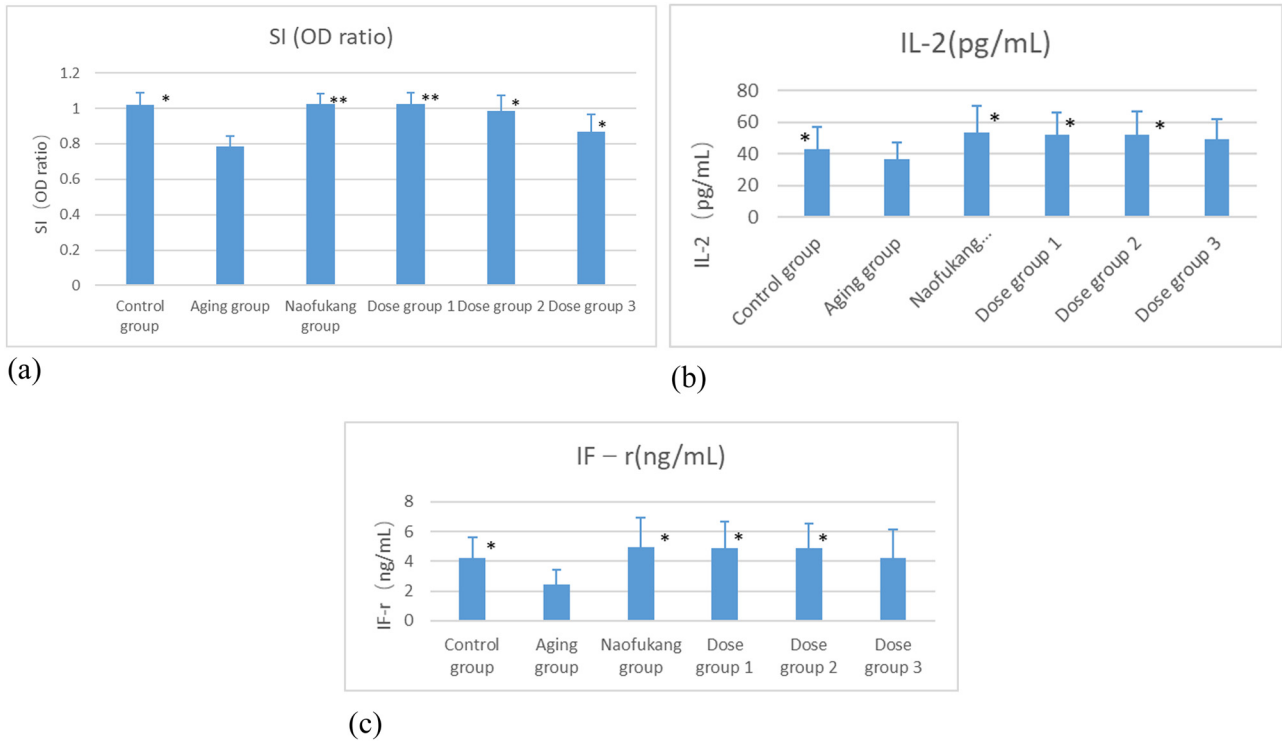 SI (OD ratio)
SI (OD ratio)
1.2
1
0.8
0.6
0.4
0.2
0
*
**
**
*
*
Control group
Aging group
Naofukang group
Dose group 1
Dose group 2
Dose group 3
(a)
IL-2(pg/mL)
IL-2 (pg/mL)
80
60
40
20
0
*
*
*
*
Control group
Aging group
Naofukang...
Dose group 1
Dose group 2
Dose group 3
(b)
IF – r(ng/mL)
IF-r (ng/mL)
8
6
4
2
0
*
*
*
*
Control group
Aging group
Naofukang group
Dose group 1
Dose group 2
Dose group 3
(c)